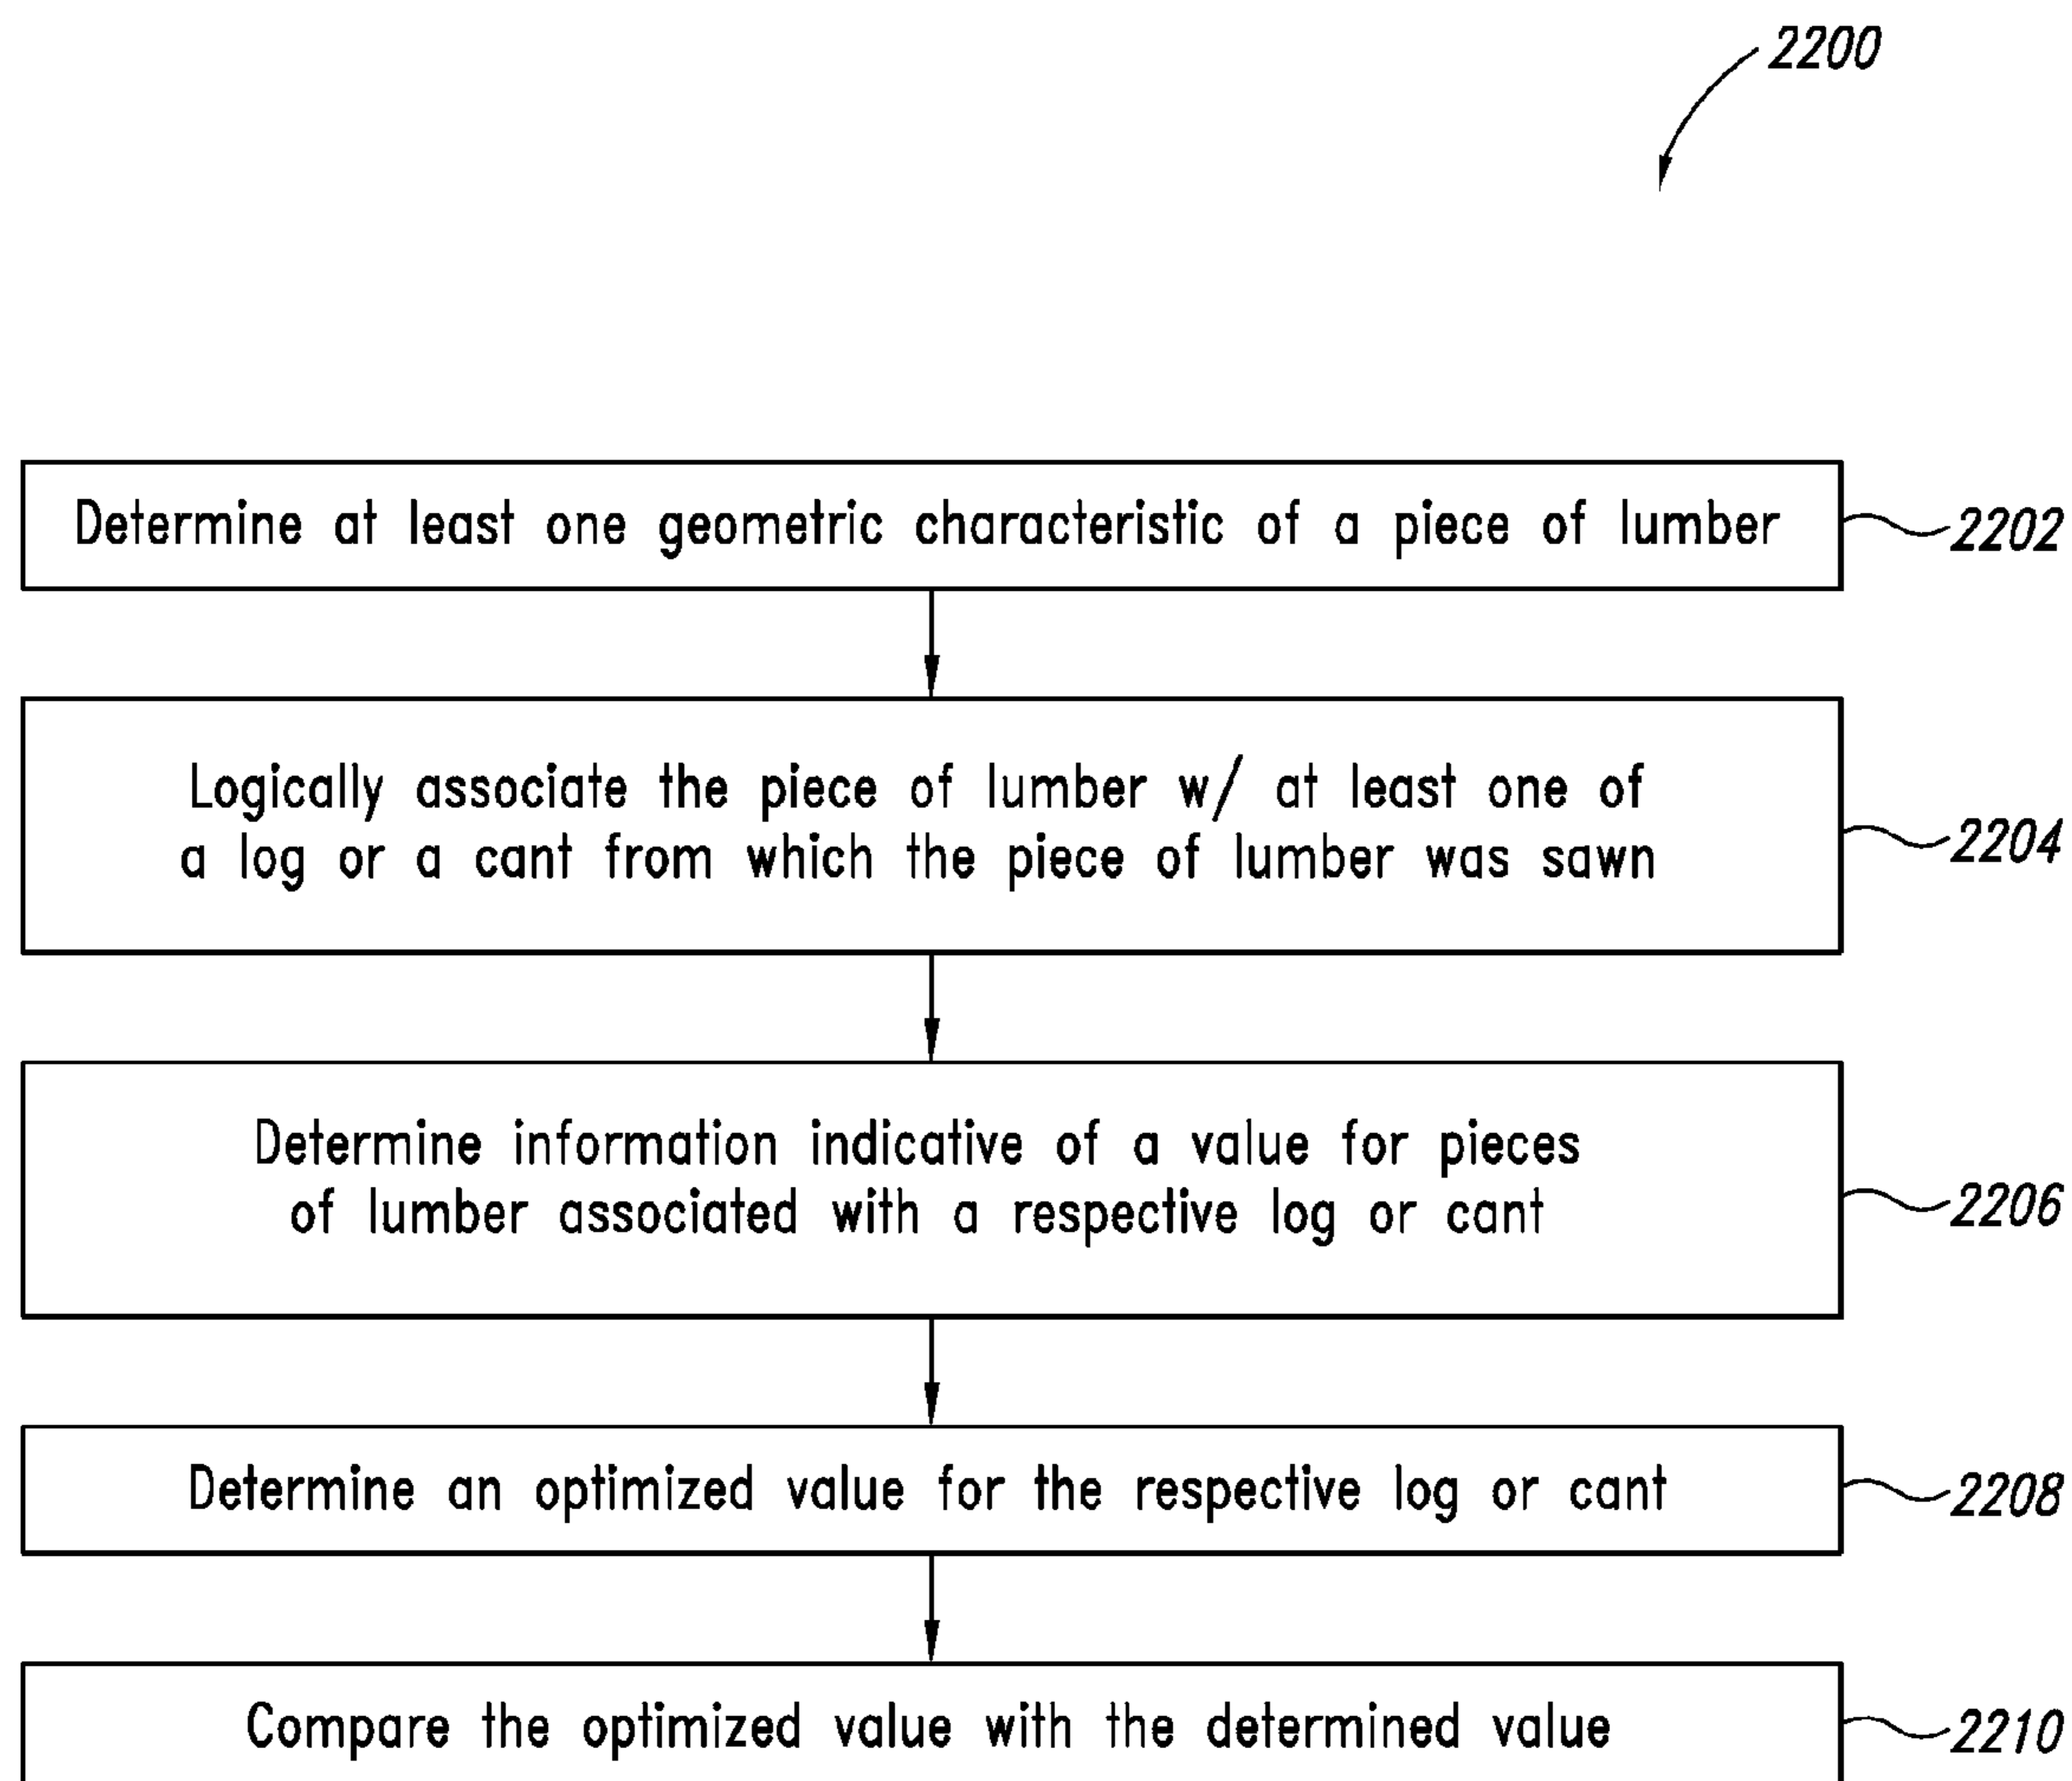 2200
Determine at least one geometric characteristic of a piece of lumber
2202
Logically associate the piece of lumber w/ at least one of
a log or a cant from which the piece of lumber was sawn
2204
Determine information indicative of a value for pieces
of lumber associated with a respective log or cant
2206
Determine an optimized value for the respective log or cant
2208
Compare the optimized value with the determined value
2210